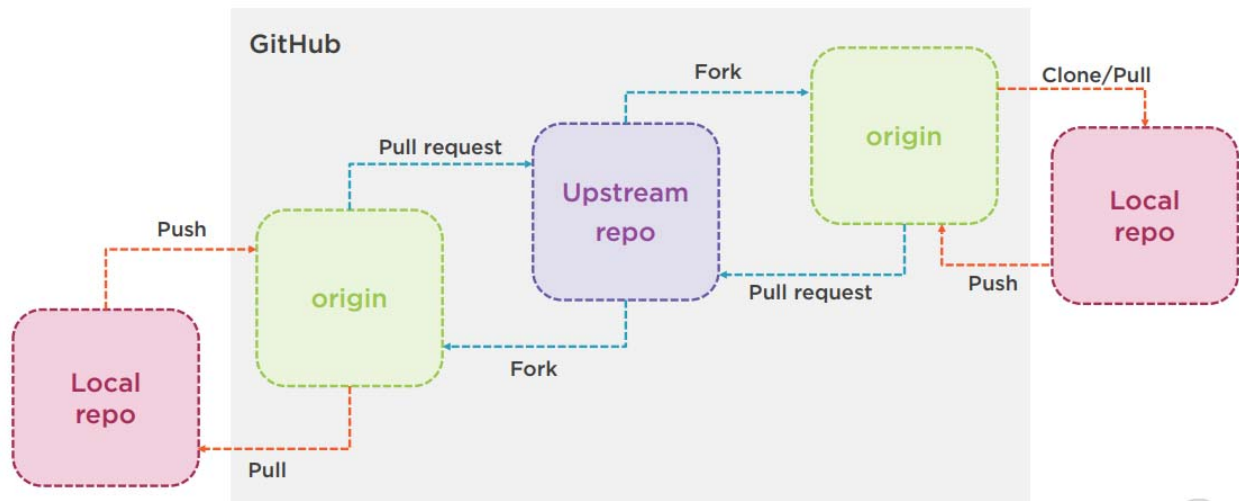 GitHub
Fork
Clone/Pull
origin
Pull request
Upstream
repo
Local
repo
Push
origin
Pull request
Push
Fork
Local
repo
Pull